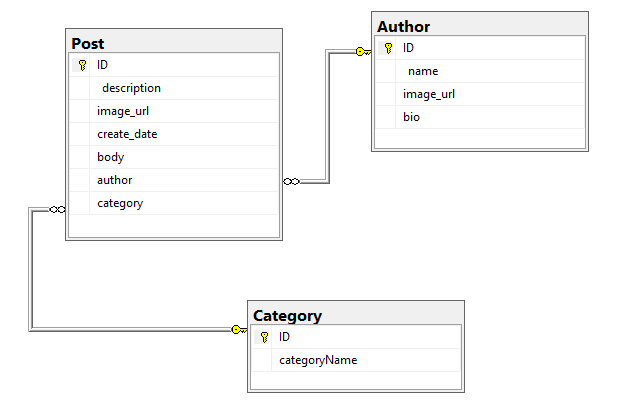 Post
ID
description
image_url
create_date
body
author
category
Author
ID
name
image_url
bio
Category
ID
categoryName